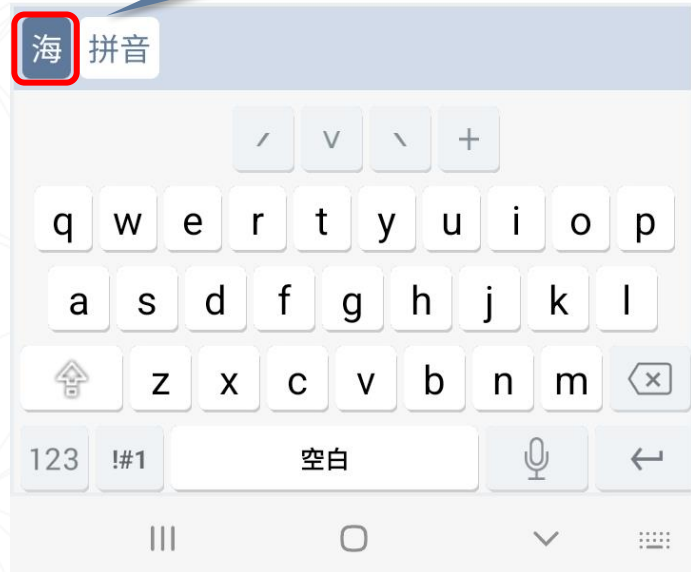 海 拼音
ˊ ˇ ˋ +
q w e r t y u i o p
a s d f g h j k l
z x c v b n m
123 !#1 空白